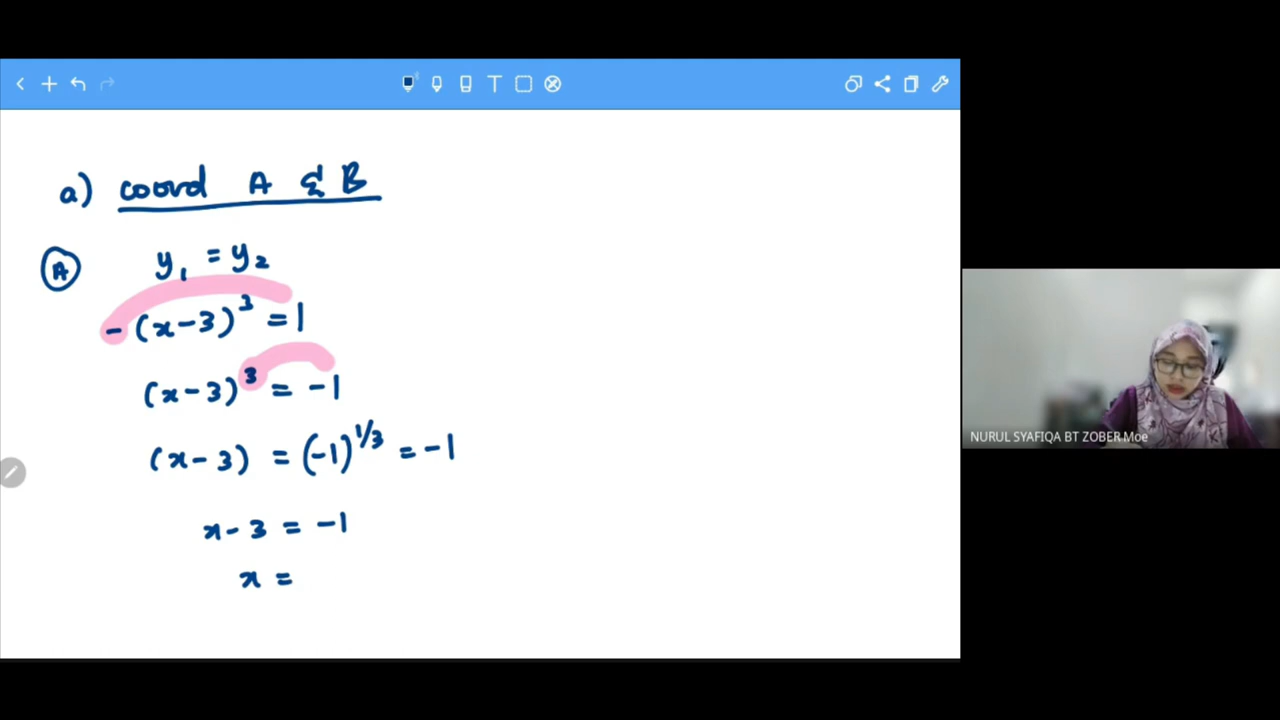 a) coord A & B
A y₁ = y₂
-(x-3)³ = 1
(x-3)³ = -1
(x-3) = (-1)^1/3 = -1
x-3 = -1
x =
T
NURUL SYAFIQA BT ZOBER Moe